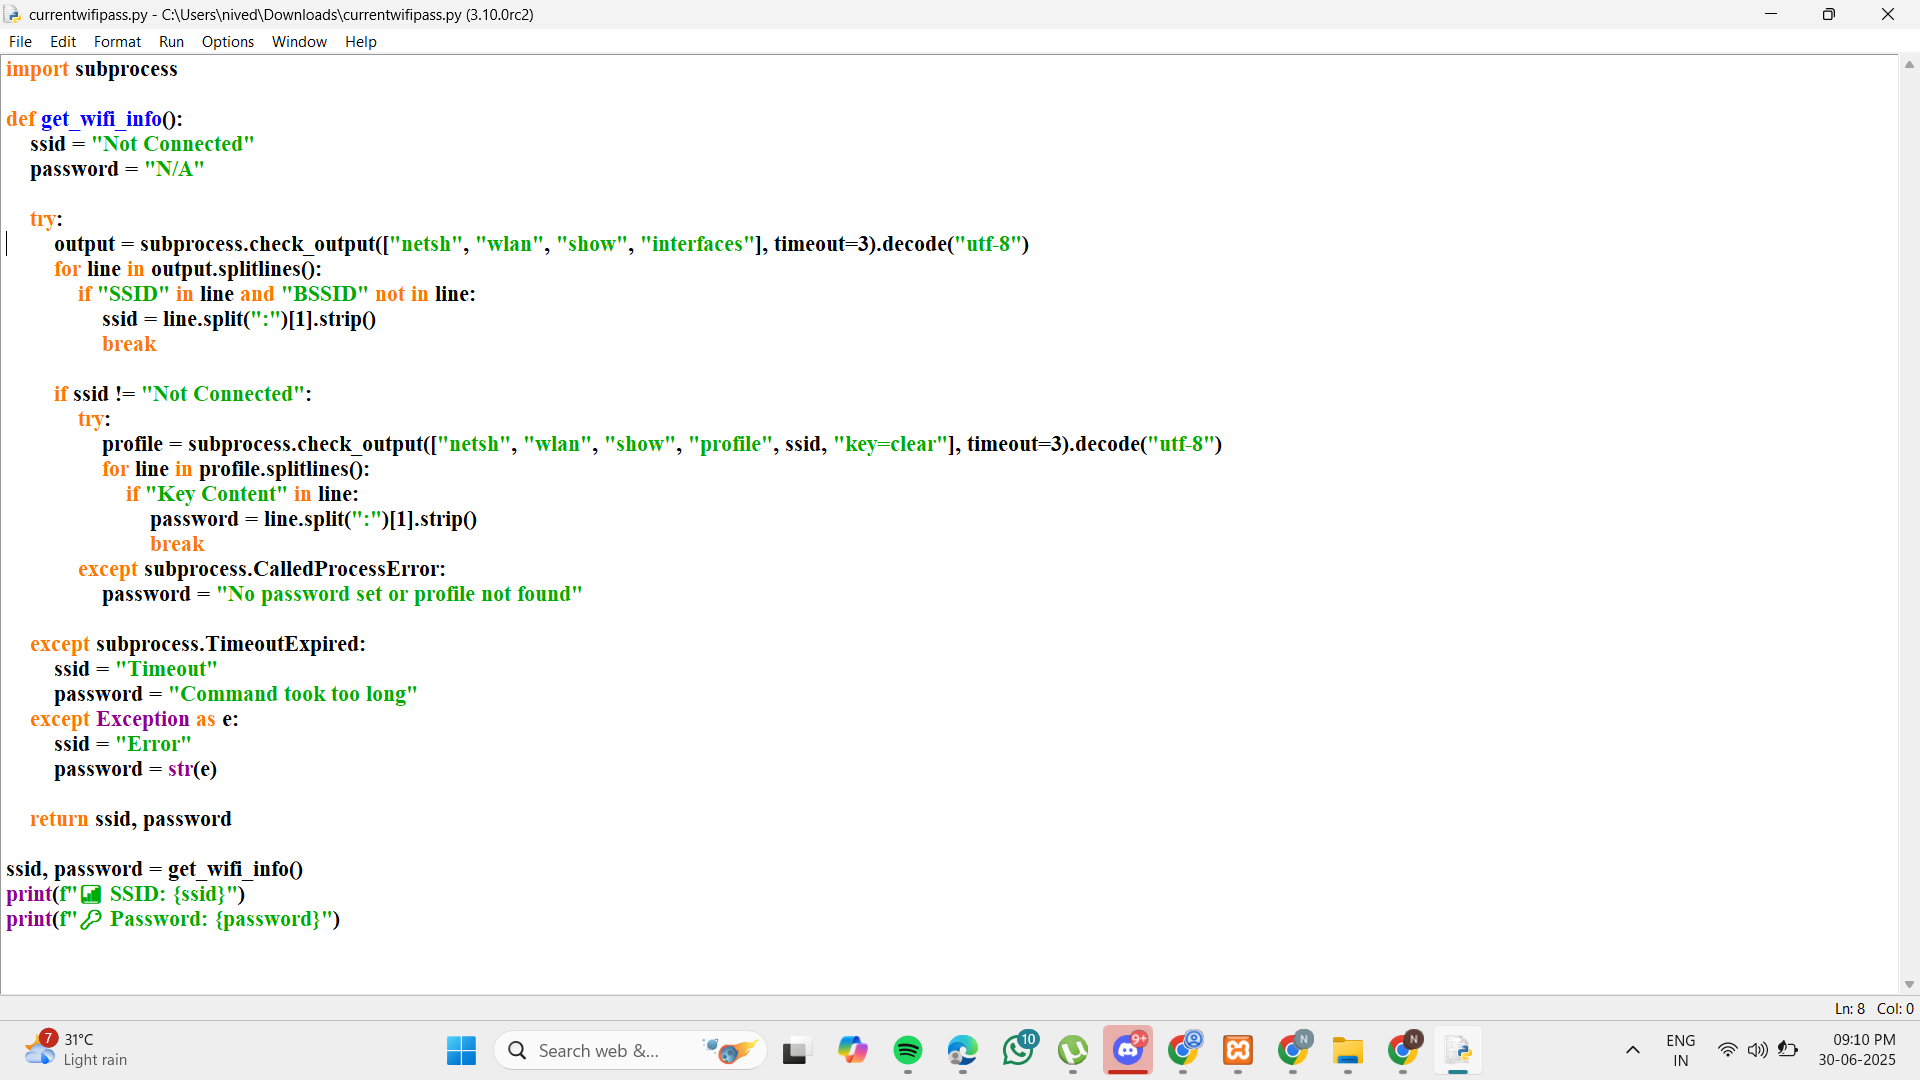 currentwifipass.py - C:\Users\nived\Downloads\currentwifipass.py (3.10.0rc2)
File Edit Format Run Options Window Help
import subprocess

def get_wifi_info():
    ssid = "Not Connected"
    password = "N/A"

    try:
        output = subprocess.check_output(["netsh", "wlan", "show", "interfaces"], timeout=3).decode("utf-8")
        for line in output.splitlines():
            if "SSID" in line and "BSSID" not in line:
                ssid = line.split(":")[1].strip()
                break

        if ssid != "Not Connected":
            try:
                profile = subprocess.check_output(["netsh", "wlan", "show", "profile", ssid, "key=clear"], timeout=3).decode("utf-8")
                for line in profile.splitlines():
                    if "Key Content" in line:
                        password = line.split(":")[1].strip()
                        break
            except subprocess.CalledProcessError:
                password = "No password set or profile not found"

    except subprocess.TimeoutExpired:
        ssid = "Timeout"
        password = "Command took too long"
    except Exception as e:
        ssid = "Error"
        password = str(e)

    return ssid, password

ssid, password = get_wifi_info()
print(f"📶 SSID: {ssid}")
print(f"🔑 Password: {password}")
Ln: 8 Col: 0
7
31°C
Light rain
Search web &...
10
9+
N
N
ENG
IN
09:10 PM
30-06-2025